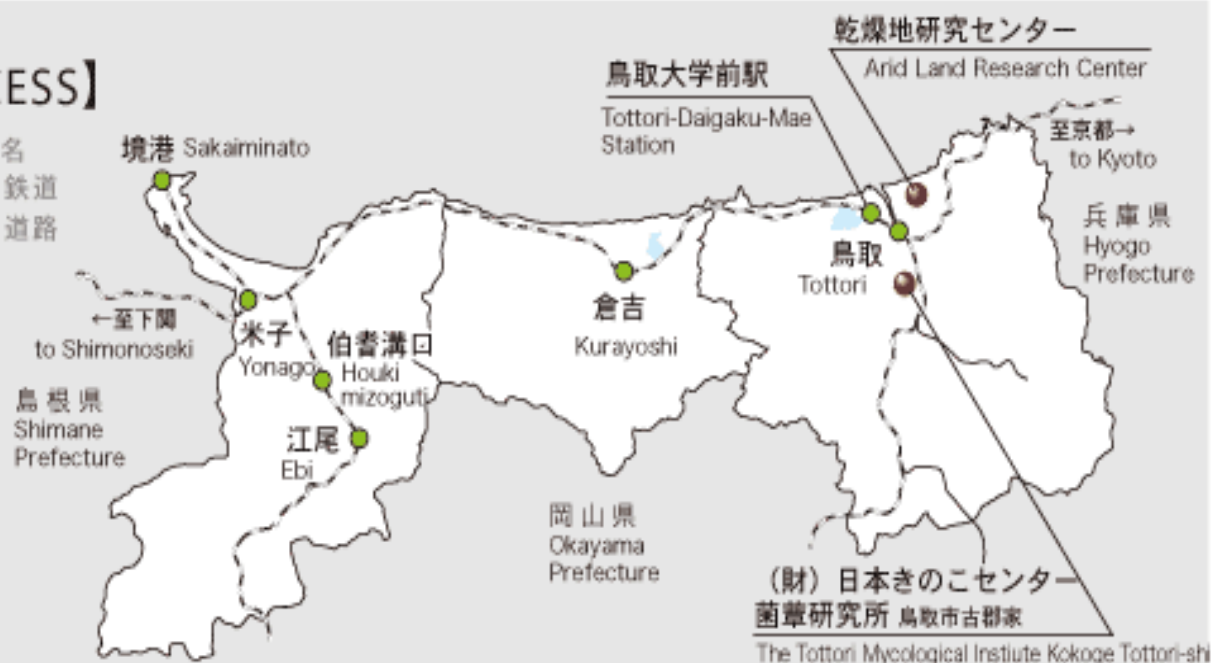 CESS】
名
鉄道
道路
境港 Sakaiminato
鳥取大学前駅
Tottori-Daigaku-Mae
Station
乾燥地研究センター
Arid Land Research Center
至京都→
to Kyoto
兵庫県
Hyogo
Prefecture
鳥取
Tottori
倉吉
Kurayoshi
←至下関
to Shimonoseki
米子
Yonago
伯耆溝口
Houki
mizoguti
島根県
Shimane
Prefecture
江尾
Ebi
岡山県
Okayama
Prefecture
（財）日本きのこセンター
菌蕈研究所 鳥取市古郡家
The Tottori Mycological Instiute Kokoge Tottori-shi